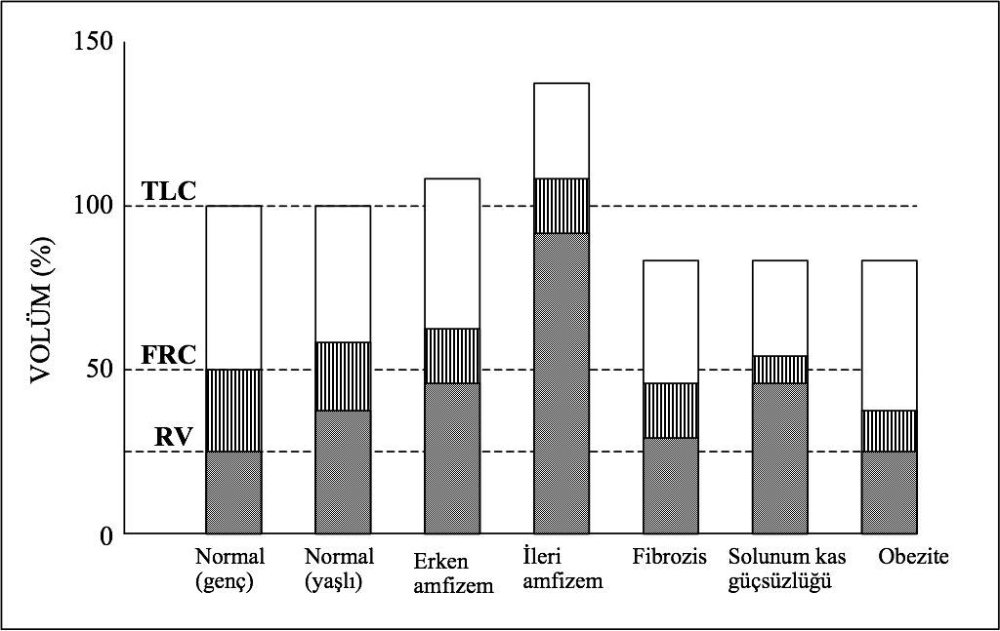 VOLÜM (%)
150
100
50
0
TLC
FRC
RV
Normal
(genç)
Normal
(yaşlı)
Erken
amfizem
İleri
amfizem
Fibrozis
Solunum kas
güçsüzlüğü
Obezite